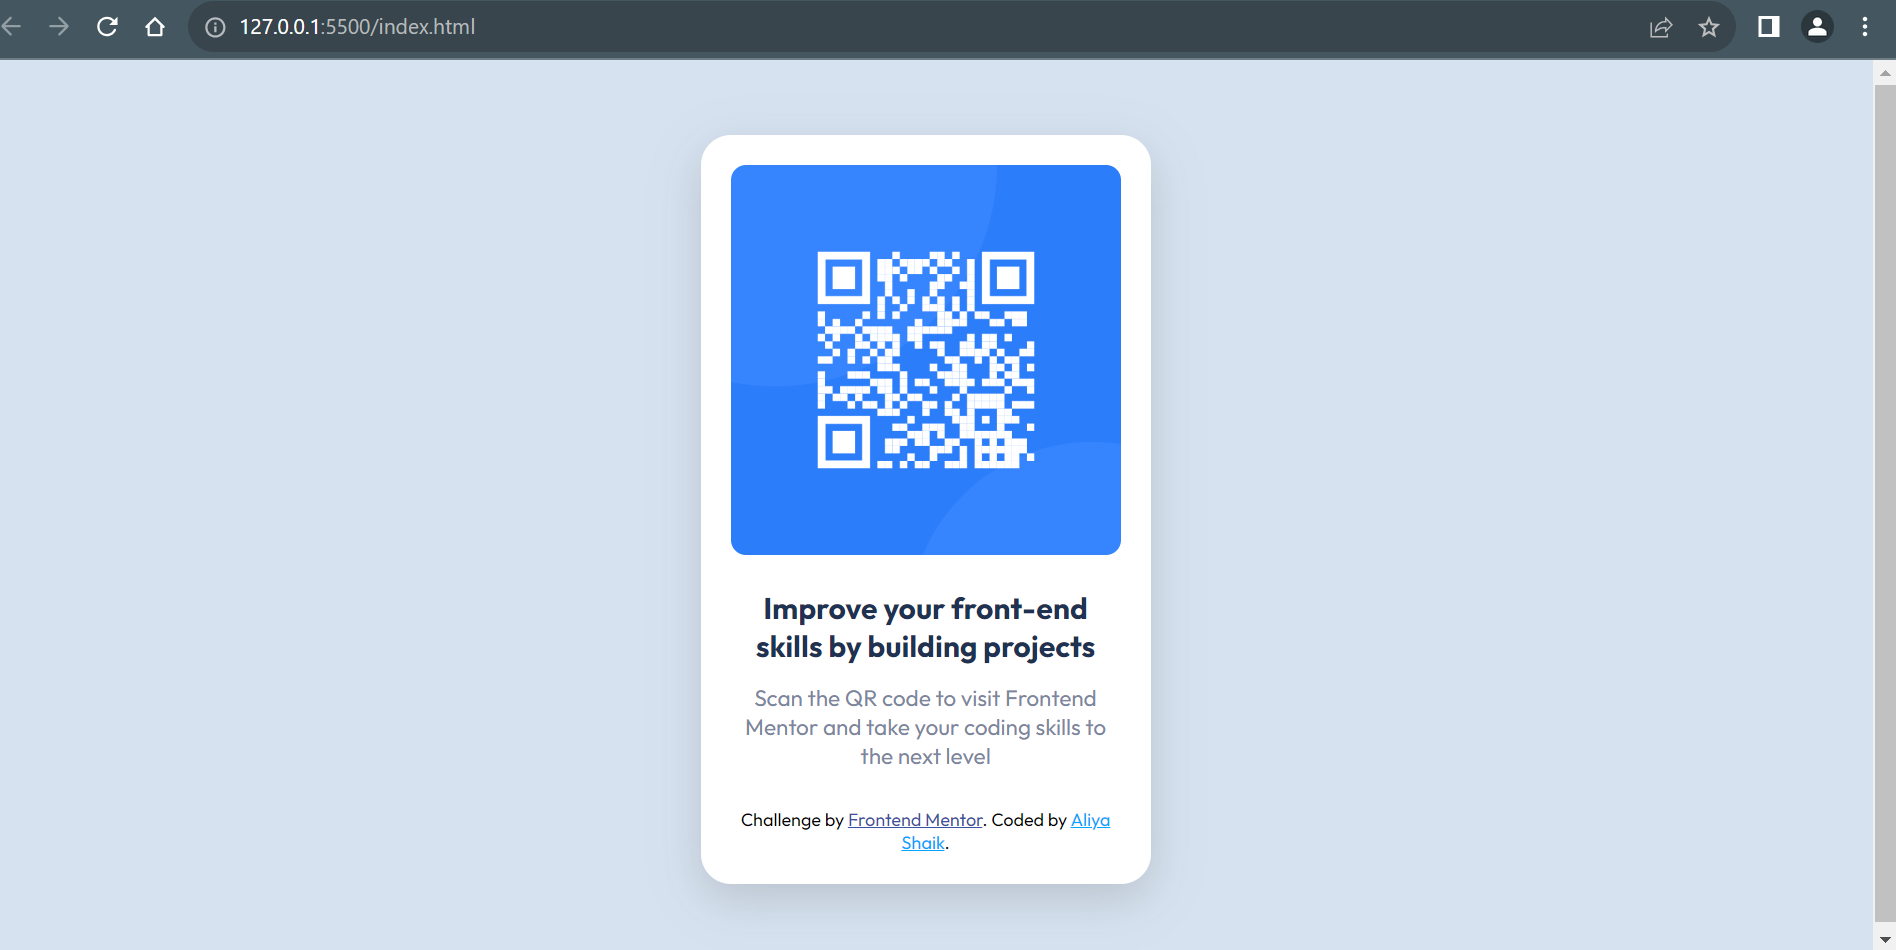 127.0.0.1:5500/index.html
Improve your front-end
skills by building projects
Scan the QR code to visit Frontend
Mentor and take your coding skills to
the next level
Challenge by Frontend Mentor. Coded by Aliya
Shaik.